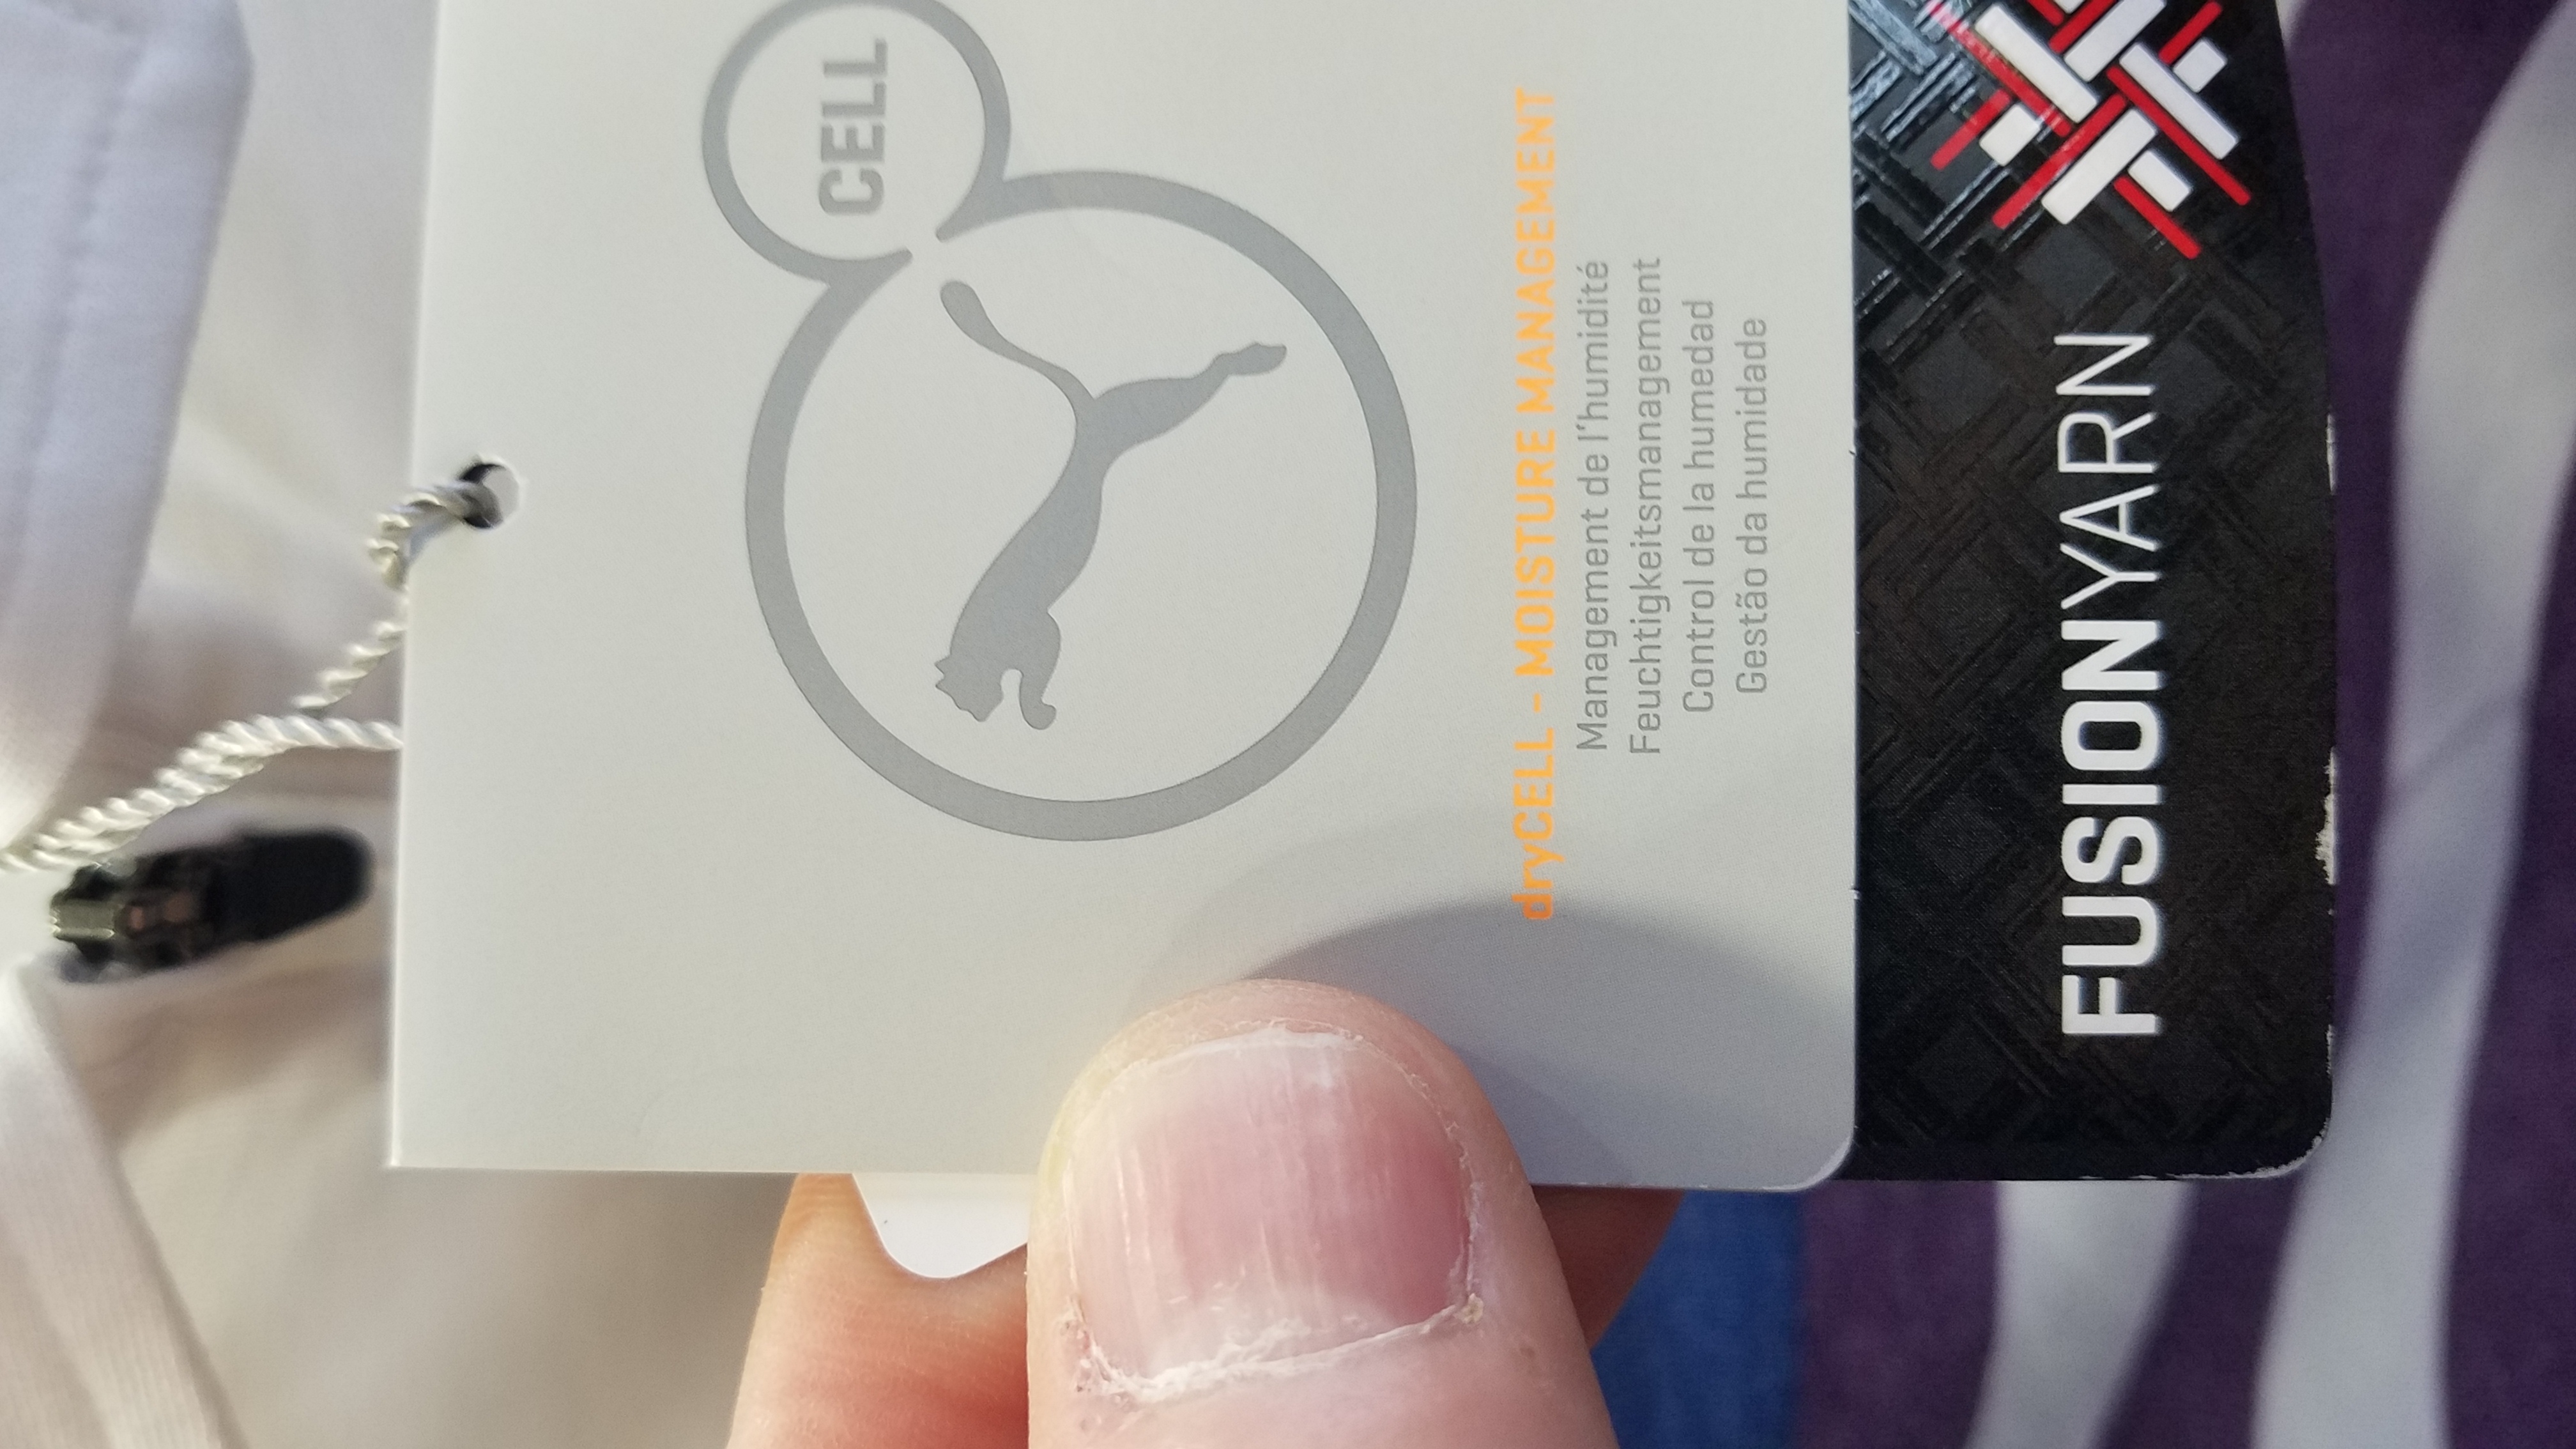 CELL
dryCELL - MOISTURE MANAGEMENT
Management de l'humidité
Feuchtigkeitsmanagement
Control de la humedad
Gestão da humidade
FUSIONYARN